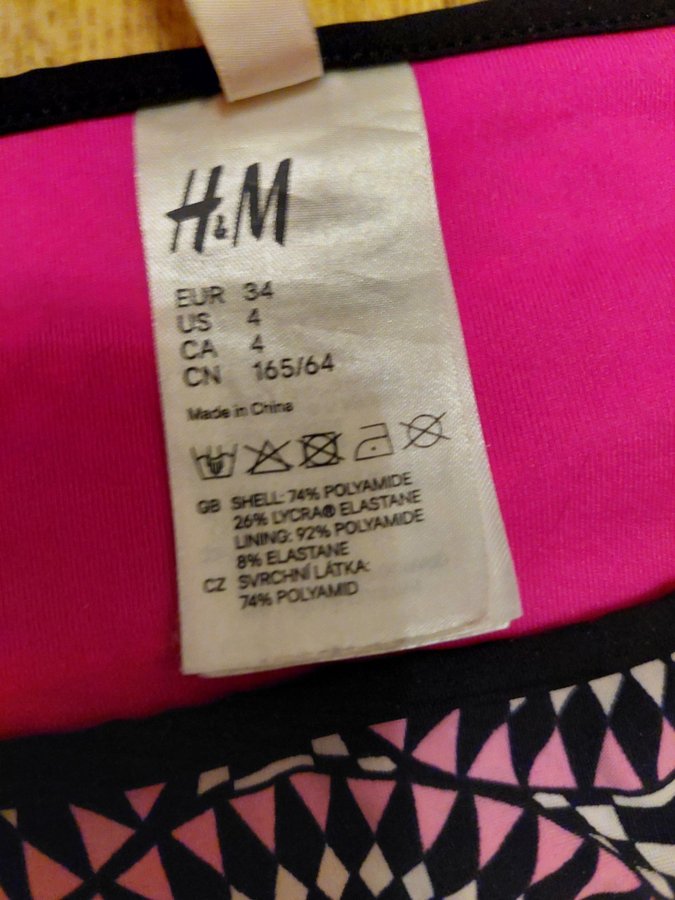 H&M
EUR 34
US 4
CA 4
CN 165/64
Made in China
GB SHELL: 74% POLYAMIDE
26% LYCRA® ELASTANE
LINING: 92% POLYAMIDE
8% ELASTANE
CZ SVRCHNÍ LÁTKA:
74% POLYAMID